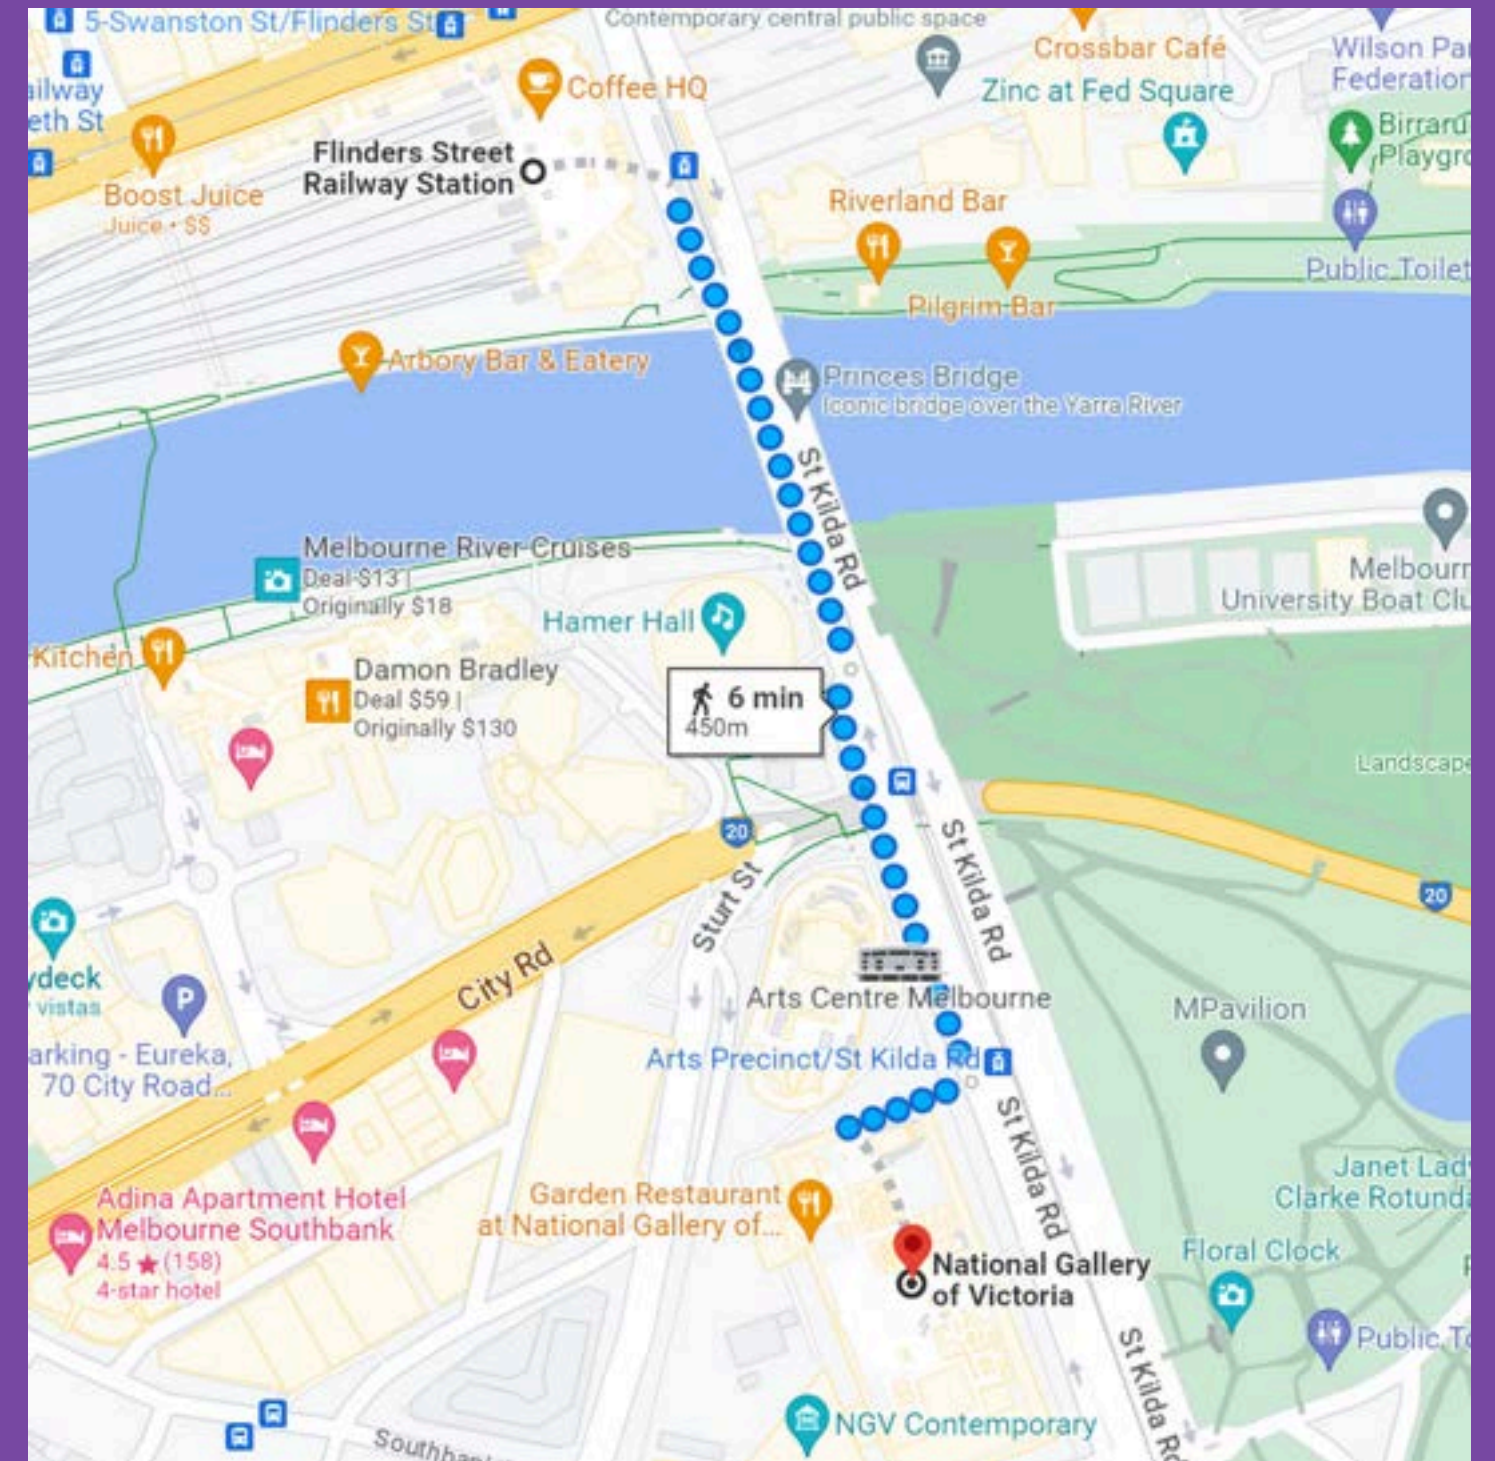 5-Swanston St/Flinders St
Contemporary central public space
Crossbar Café
Wilson Pa
Federation
ailway
eth St
Coffee HQ
Zinc at Fed Square
Birraru
Playgro
Flinders Street
Railway Station
Boost Juice
Juice • $$
Riverland Bar
Public Toilet
Pilgrim Bar
Arbory Bar & Eatery
Princes Bridge
Iconic bridge over the Yarra River
St Kilda Rd
Melbourne River Cruises
Deal $13 |
Originally $18
Melbourn
University Boat Clu
Hamer Hall
Kitchen
Damon Bradley
Deal $59 |
Originally $130
6 min
450m
Landscape
20
St Kilda Rd
20
Sturt St
City Rd
ydeck
vistas
Arts Centre Melbourne
MPavilion
P
arking - Eureka,
70 City Road...
Arts Precinct/St Kilda Rd
St Kilda Rd
Janet Lady
Clarke Rotunda
Adina Apartment Hotel
Melbourne Southbank
4.5 ★ (158)
4-star hotel
Garden Restaurant
at National Gallery of...
National Gallery
of Victoria
Floral Clock
Public To
St Kilda Rd
NGV Contemporary
Southbank